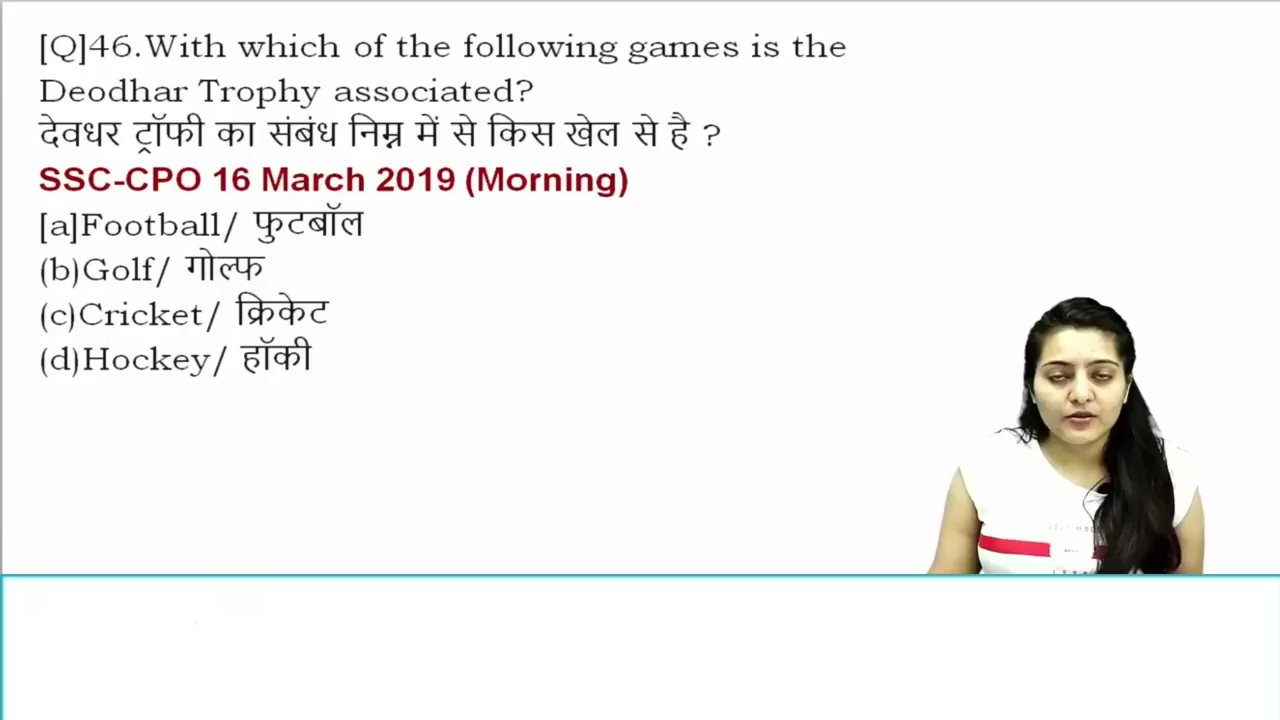 [Q]46.With which of the following games is the
Deodhar Trophy associated?
देवधर ट्रॉफी का संबंध निम्न में से किस खेल से है ?
SSC-CPO 16 March 2019 (Morning)
[a]Football/ फुटबॉल
(b)Golf/ गोल्फ
(c)Cricket/ क्रिकेट
(d)Hockey/ हॉकी